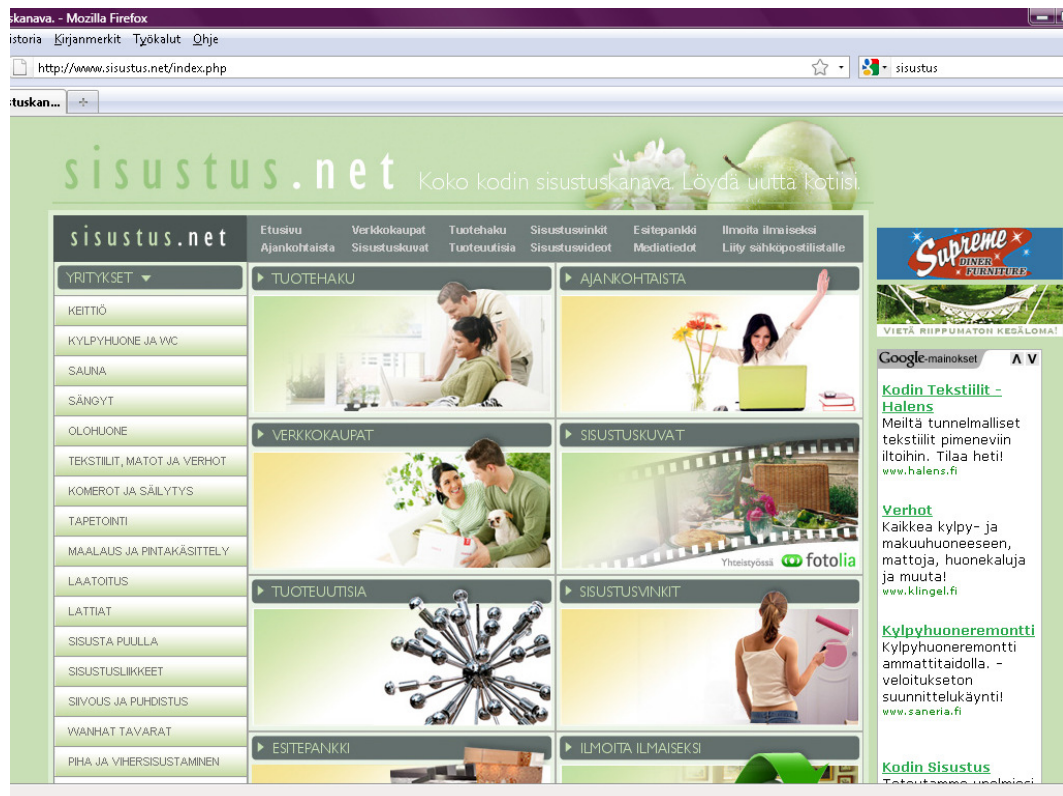 skanava. - Mozilla Firefox
istoria Kirjanmerkit Työkalut Ohje
http://www.sisustus.net/index.php
sisustus
tuskan...
sisustus.net Koko kodin sisustuskanava. Löydä uutta kotiisi.
sisustus.net
Etusivu Verkkokaupat Tuotehaku Sisustusvinkit Esitepankki Ilmoita ilmaiseksi
Ajankohtaista Sisustuskuvat Tuoteuutisia Sisustusvideot Mediatiedot Liity sähköpostilistalle
YRITYKSET
KEITTIÖ
KYLPYHUONE JA WC
SAUNA
SÄNGYT
OLOHUONE
TEKSTIILIT, MATOT JA VERHOT
KOMEROT JA SÄILYTYS
TAPETOINTI
MAALAUS JA PINTAKÄSITTELY
LAATOITUS
LATTIAT
SISUSTA PUULLA
SISUSTUSLIIKKEET
SIIVOUS JA PUHDISTUS
WANHAT TAVARAT
PIHA JA VIHERSISUSTAMINEN
TUOTEHAKU
AJANKOHTAISTA
VERKKOKAUPAT
SISUSTUSKUVAT
Yhteistyössä fotolia
TUOTEUUTISIA
SISUSTUSVINKIT
ESITEPANKKI
ILMOITA ILMAISEKSI
Supreme
DINER
FURNITURE
VIETÄ RIIPPUMATON KESÄLOMA!
Google-mainokset
Kodin Tekstiilit -
Halens
Meiltä tunnelmalliset
tekstiilit pimeneviin
iltoihin. Tilaa heti!
www.halens.fi
Verhot
Kaikkea kylpy- ja
makuuhuoneeseen,
mattoja, huonekaluja
ja muuta!
www.klingel.fi
Kylpyhuoneremontti
Kylpyhuoneremontti
ammattitaidolla. -
veloitukseton
suunnittelukäynti!
www.saneria.fi
Kodin Sisustus
Toteutamme unelmiesi